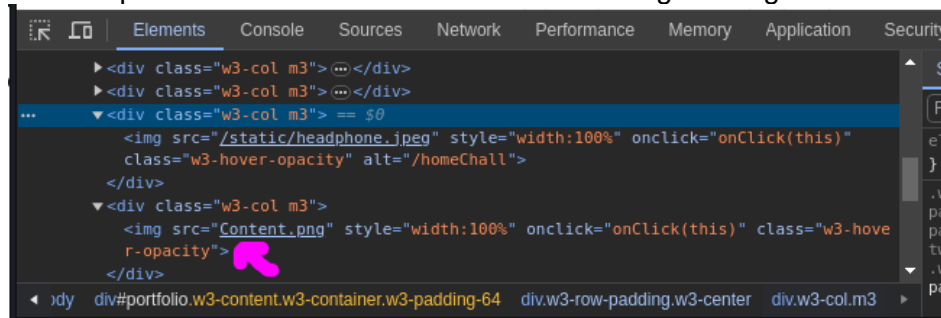 Elements Console Sources Network Performance Memory Application Security
▶<div class="w3-col m3">…</div>
▶<div class="w3-col m3">…</div>
… ▼<div class="w3-col m3"> == $0
<img src="/static/headphone.jpeg" style="width:100%" onclick="onClick(this)"
class="w3-hover-opacity" alt="/homeChall">
</div>
▼<div class="w3-col m3">
<img src="Content.png" style="width:100%" onclick="onClick(this)" class="w3-hove
r-opacity">
</div>
ody div#portfolio.w3-content.w3-container.w3-padding-64 div.w3-row-padding.w3-center div.w3-col.m3